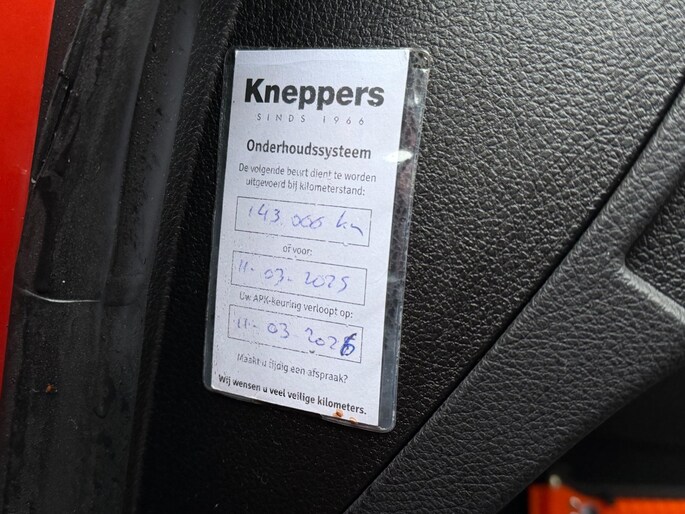 Kneppers
SINDS 1966
Onderhoudssysteem
De volgende beurt dient te worden
uitgevoerd bij kilometerstand:
143.000 km
of voor:
11-03-2025
Uw APK-keuring verloopt op:
11-03-2026
Maakt u tijdig een afspraak?
Wij wensen u veel veilige kilometers.